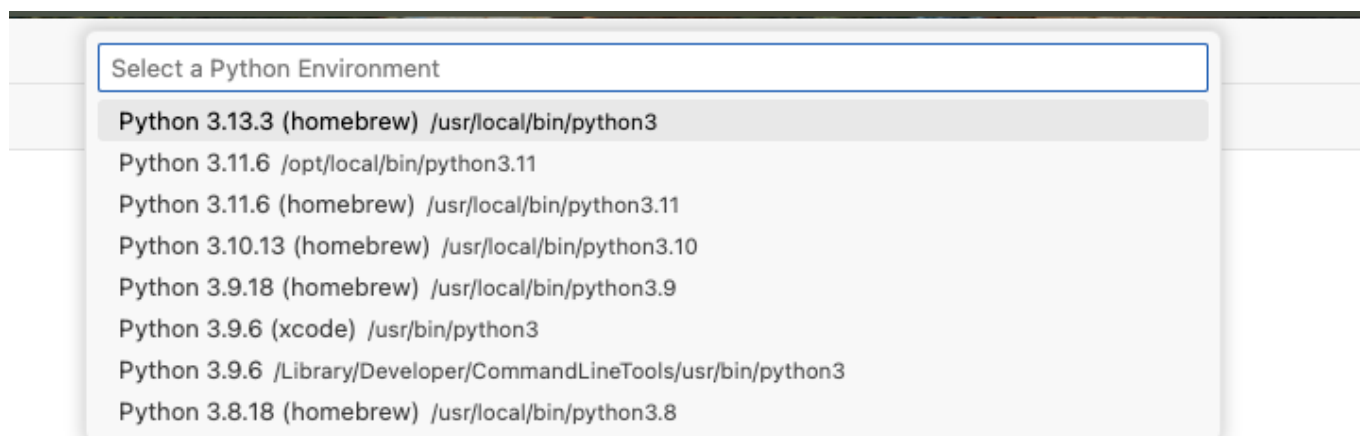 Select a Python Environment
Python 3.13.3 (homebrew) /usr/local/bin/python3
Python 3.11.6 /opt/local/bin/python3.11
Python 3.11.6 (homebrew) /usr/local/bin/python3.11
Python 3.10.13 (homebrew) /usr/local/bin/python3.10
Python 3.9.18 (homebrew) /usr/local/bin/python3.9
Python 3.9.6 (xcode) /usr/bin/python3
Python 3.9.6 /Library/Developer/CommandLineTools/usr/bin/python3
Python 3.8.18 (homebrew) /usr/local/bin/python3.8